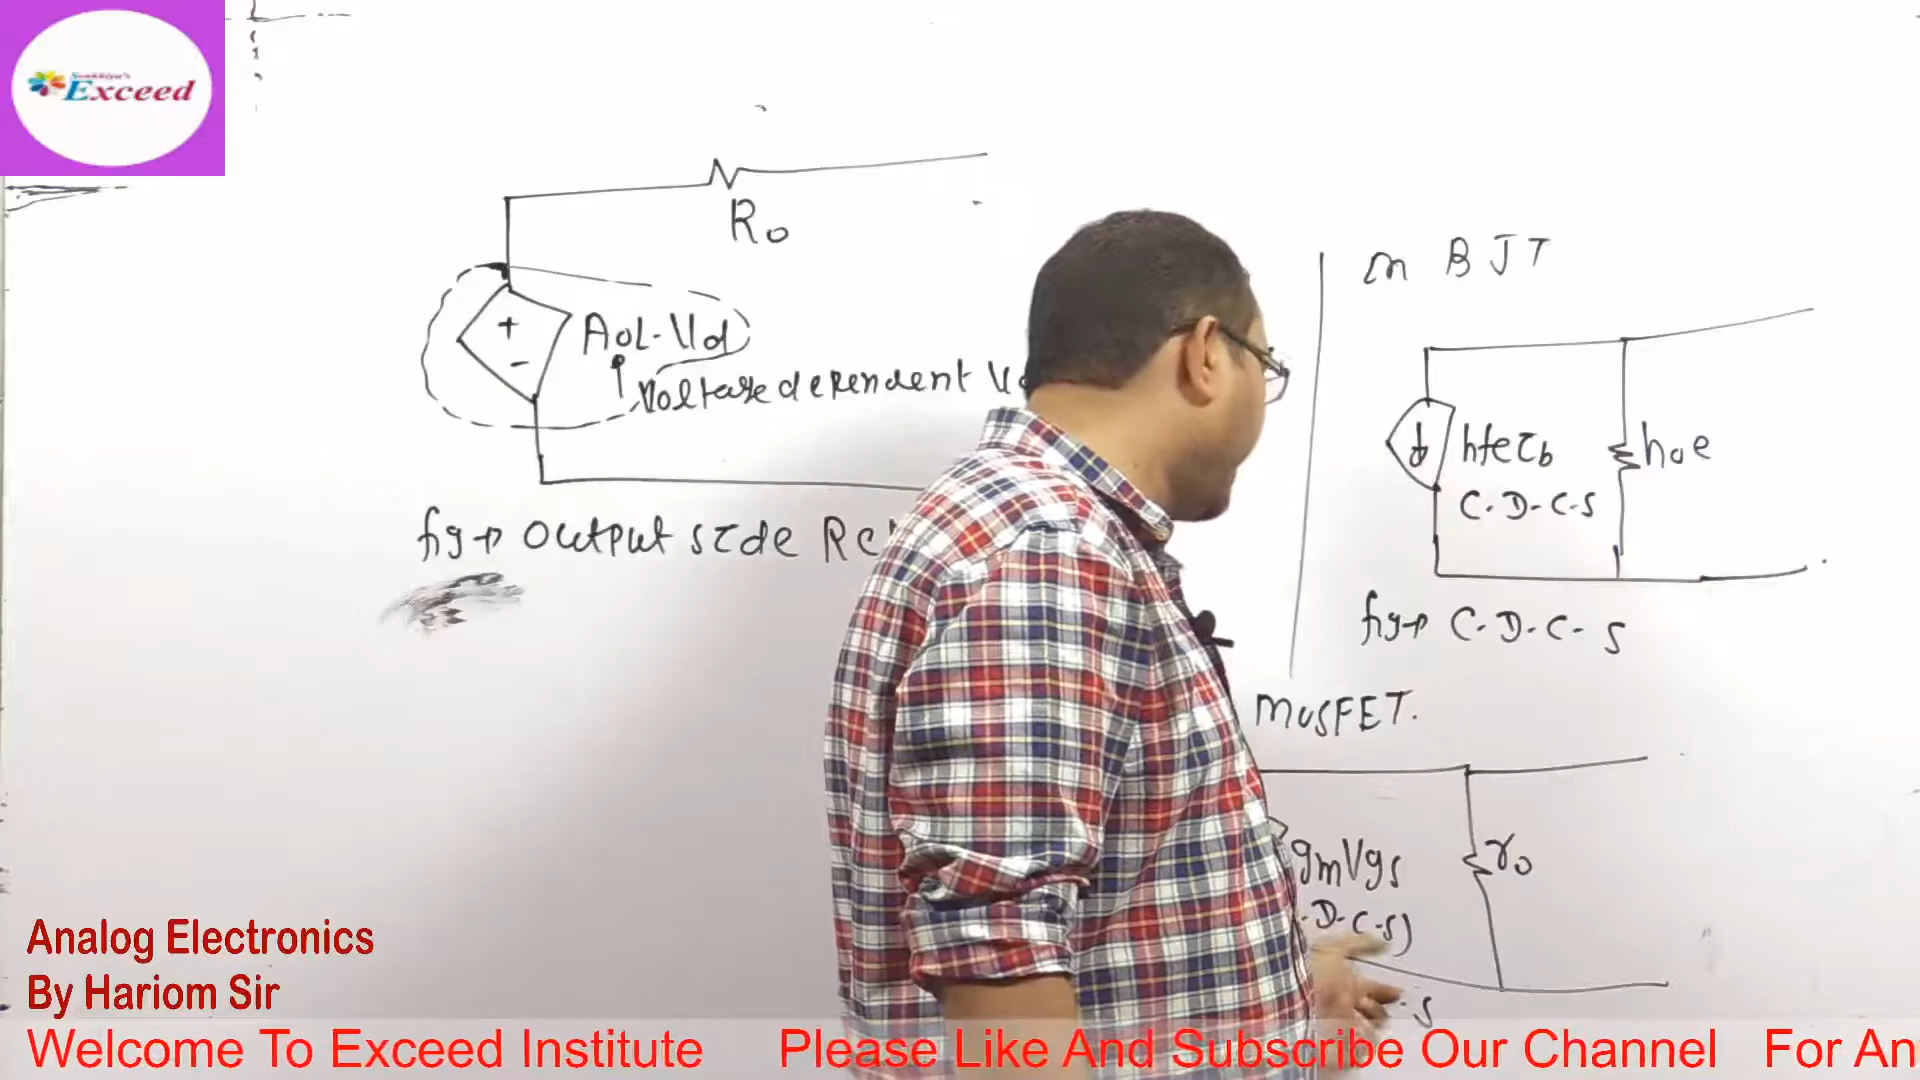 Exceed
Ro
+
-
AOL.Vd
Voltage dependent
fig→ Output side
In BJT
hfeIb
C.D.C.S
hoe
fig→ C.D.C.S
MOSFET.
gmVgs
.D.C.S)
ro
.S
Analog Electronics
By Hariom Sir
Welcome To Exceed Institute Please Like And Subscribe Our Channel For An